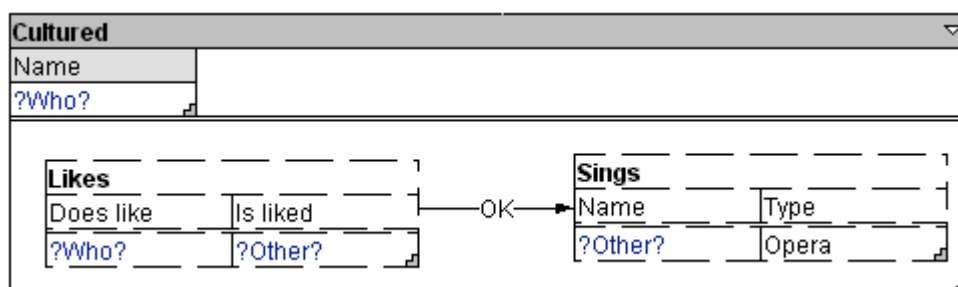 Cultured
Name
?Who?
Likes
Does like Is liked
?Who? ?Other?
OK
Sings
Name Type
?Other? Opera